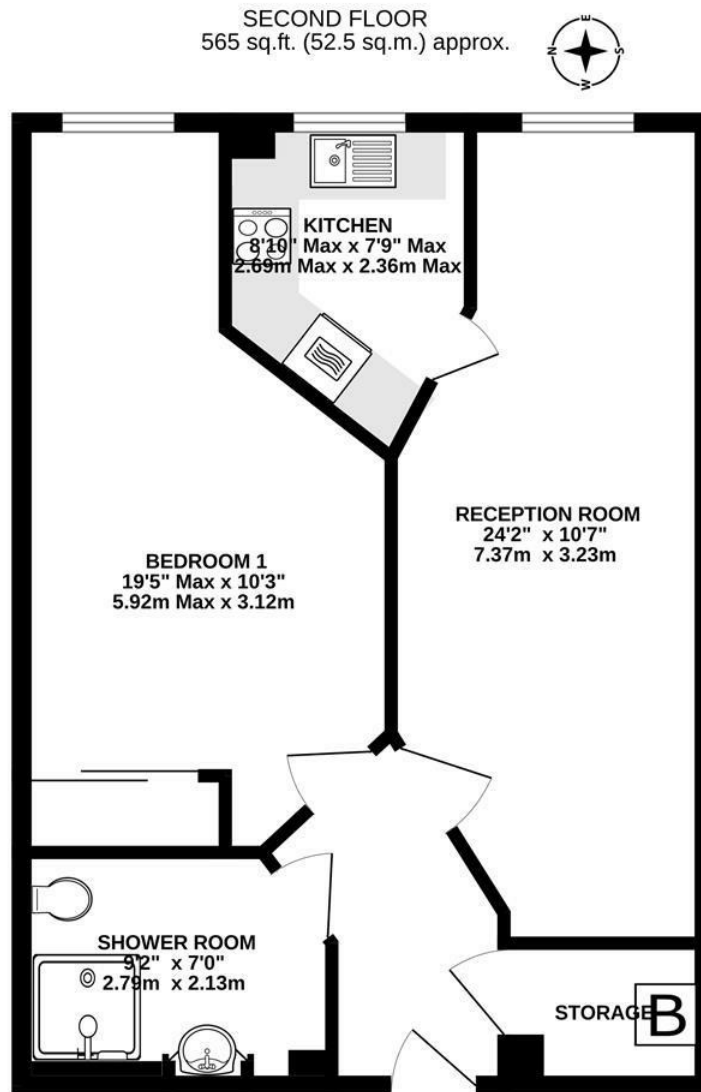 SECOND FLOOR
565 sq.ft. (52.5 sq.m.) approx.
E
N
S
W
KITCHEN
8'10" Max x 7'9" Max
2.69m Max x 2.36m Max
RECEPTION ROOM
24'2" x 10'7"
7.37m x 3.23m
BEDROOM 1
19'5" Max x 10'3"
5.92m Max x 3.12m
SHOWER ROOM
9'2" x 7'0"
2.79m x 2.13m
STORAGE
B